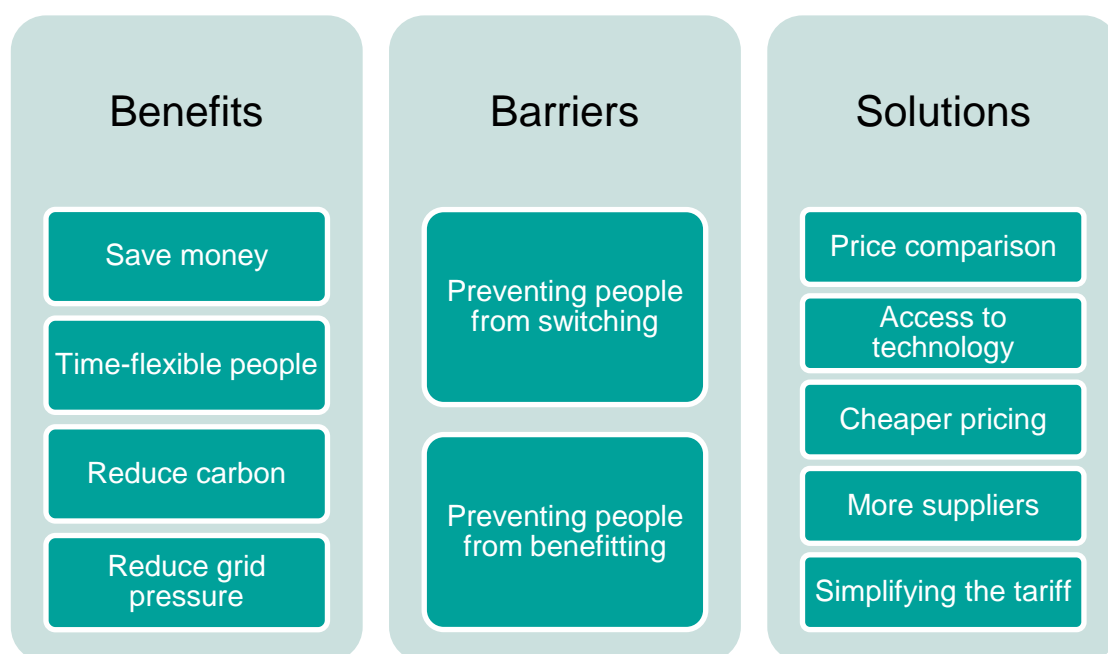 Benefits
Save money
Time-flexible people
Reduce carbon
Reduce grid
pressure
Barriers
Preventing people
from switching
Preventing people
from benefitting
Solutions
Price comparison
Access to
technology
Cheaper pricing
More suppliers
Simplifying the tariff